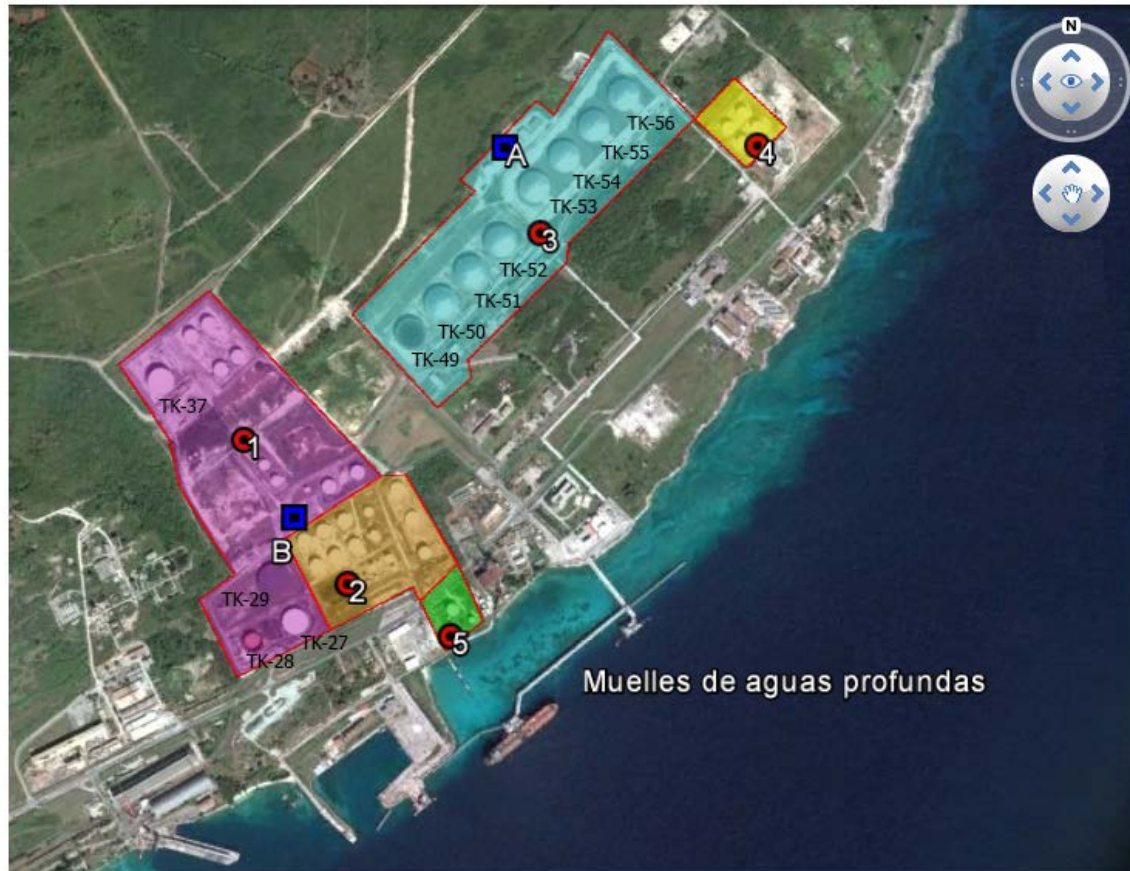 N
TK-56
A
4
TK-55
TK-54
TK-53
3
TK-52
TK-51
TK-50
TK-49
TK-37
1
B
2
TK-29
5
TK-27
TK-28
Muelles de aguas profundas